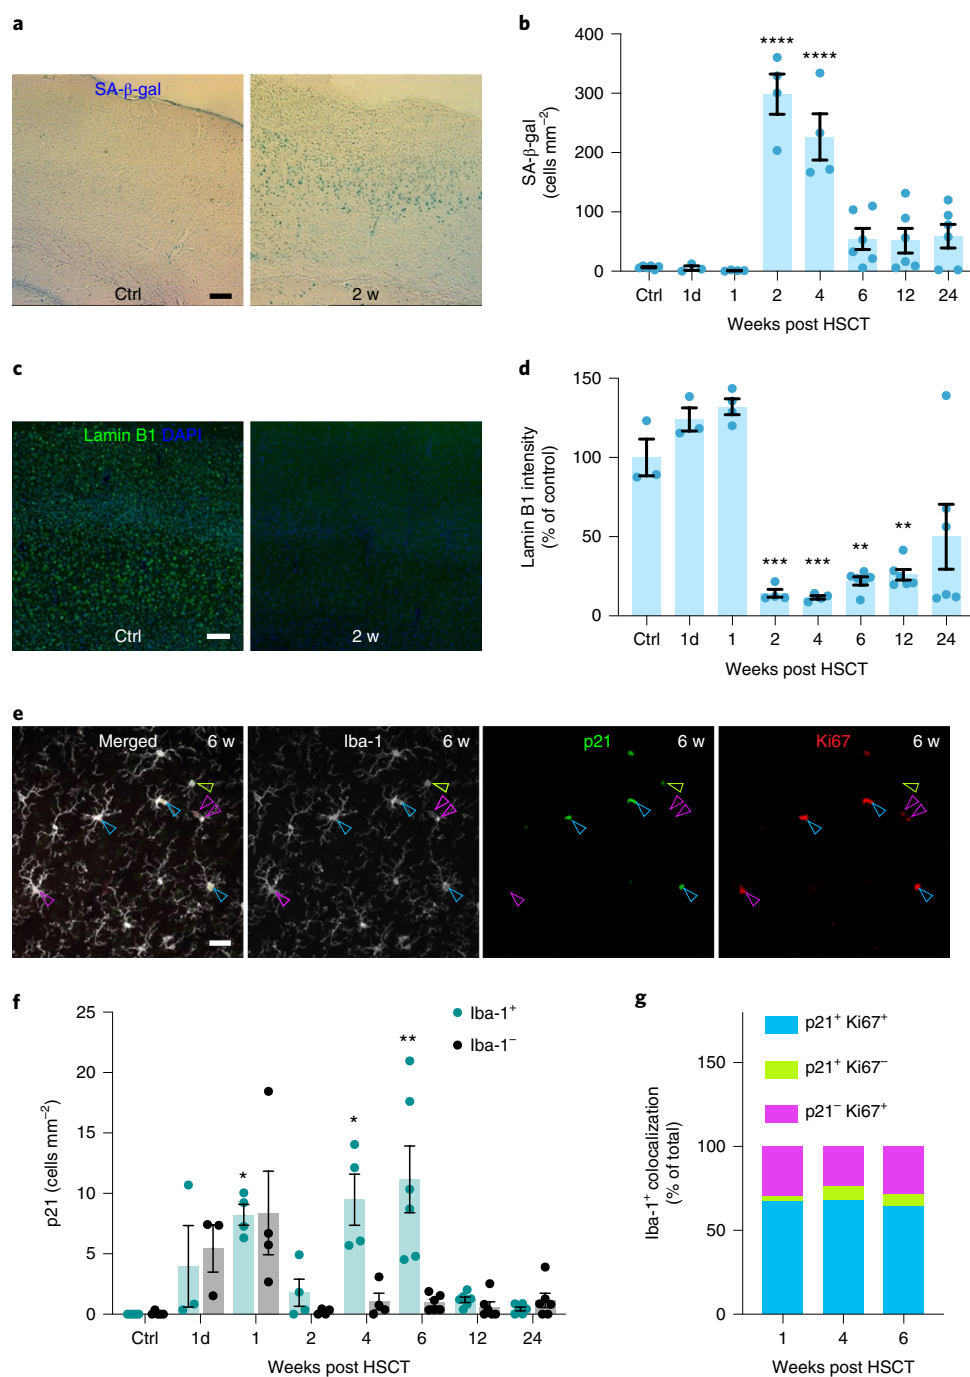 a
SA-β-gal
Ctrl
2 w
b
400
300
200
100
0
SA-β-gal
(cells mm⁻²)
**** ****
Ctrl 1d 1 2 4 6 12 24
Weeks post HSCT
c
Lamin B1 DAPI
Ctrl
2 w
d
150
100
50
0
Lamin B1 intensity
(% of control)
*** *** ** **
Ctrl 1d 1 2 4 6 12 24
Weeks post HSCT
e
Merged 6 w
Iba-1 6 w
p21 6 w
Ki67 6 w
f
25
20
15
10
5
0
p21 (cells mm⁻²)
Iba-1⁺
Iba-1⁻
* * **
Ctrl 1d 1 2 4 6 12 24
Weeks post HSCT
g
p21⁺ Ki67⁺
p21⁺ Ki67⁻
p21⁻ Ki67⁺
150
100
50
0
Iba-1⁺ colocalization
(% of total)
1 4 6
Weeks post HSCT